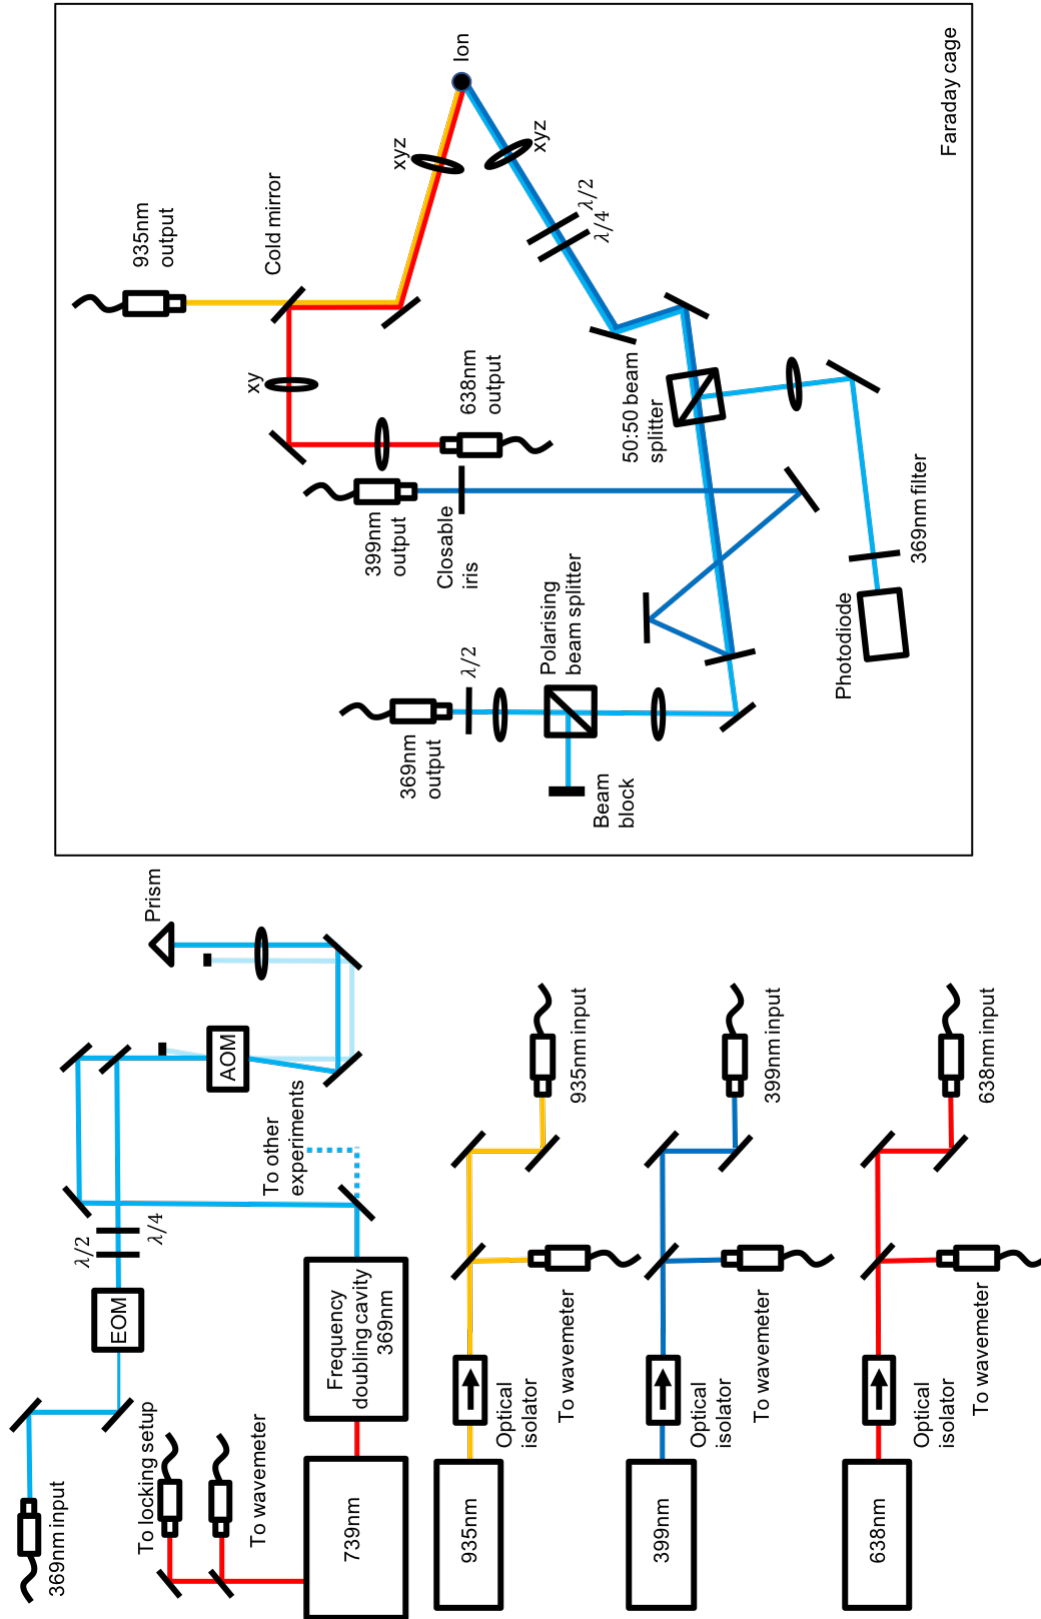 369nm input
EOM
λ/2
λ/4
AOM
Prism
To locking setup
To wavemeter
739nm
Frequency
doubling cavity
369nm
To other
experiments
935nm
Optical
isolator
To wavemeter
935nm input
399nm
Optical
isolator
To wavemeter
399nm input
638nm
Optical
isolator
To wavemeter
638nm input
935nm
output
Cold mirror
xy
xyz
Ion
638nm
output
399nm
output
Closable
iris
xyz
λ/2
λ/4
369nm
output
λ/2
Polarising
beam splitter
Beam
block
50:50 beam
splitter
Photodiode
369nm filter
Faraday cage